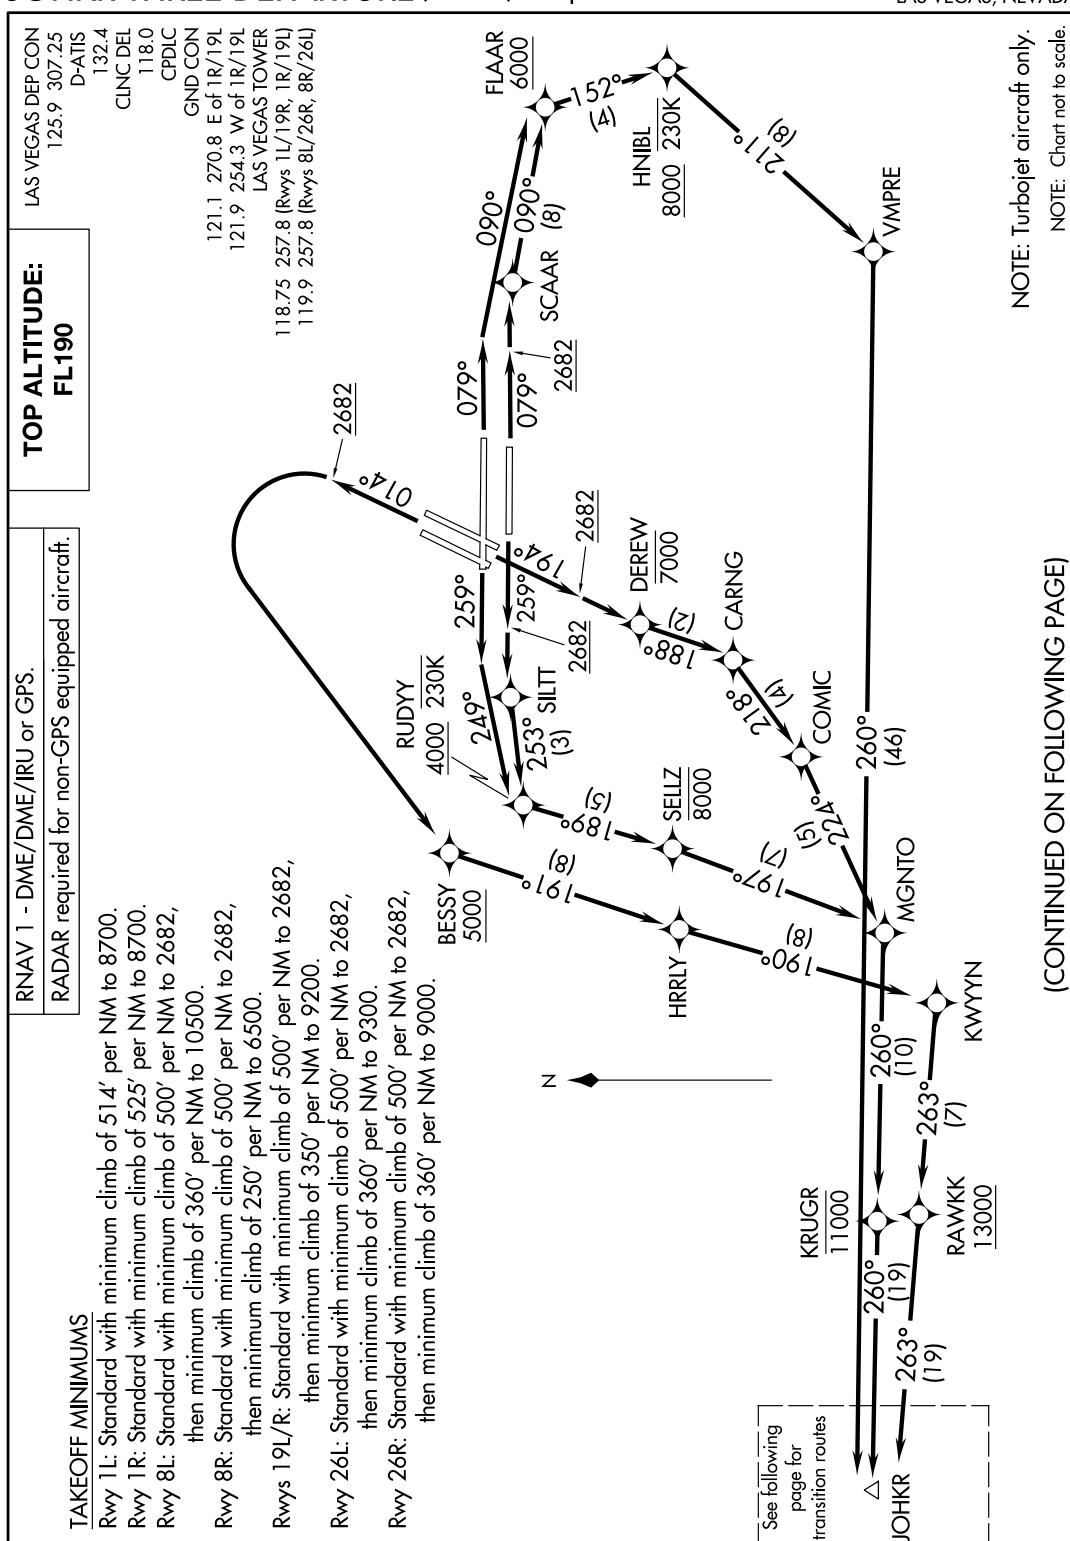 LAS VEGAS DEP CON
125.9 307.25
D-ATIS
132.4
CLNC DEL
118.0
CPDLC
GND CON
121.1 270.8 E of 1R/19L
121.9 254.3 W of 1R/19L
LAS VEGAS TOWER
118.75 257.8 (Rwys 1L/19R, 1R/19L)
119.9 257.8 (Rwys 8L/26R, 8R/26L)
TOP ALTITUDE:
FL190
RNAV 1 - DME/DME/IRU or GPS.
RADAR required for non-GPS equipped aircraft.
TAKEOFF MINIMUMS
Rwy 1L: Standard with minimum climb of 514' per NM to 8700.
Rwy 1R: Standard with minimum climb of 525' per NM to 8700.
Rwy 8L: Standard with minimum climb of 500' per NM to 2682,
then minimum climb of 360' per NM to 10500.
Rwy 8R: Standard with minimum climb of 500' per NM to 2682,
then minimum climb of 250' per NM to 6500.
Rwys 19L/R: Standard with minimum climb of 500' per NM to 2682,
then minimum climb of 350' per NM to 9200.
Rwy 26L: Standard with minimum climb of 500' per NM to 2682,
then minimum climb of 360' per NM to 9300.
Rwy 26R: Standard with minimum climb of 500' per NM to 2682,
then minimum climb of 360' per NM to 9000.
2682
014°
FLAAR
6000
152°
(4)
HNIBL
8000 230K
211°
(8)
VMPRE
090°
090°
(8)
SCAAR
079°
079°
2682
259°
259°
2682
194°
2682
DEREW
7000
188°
(2)
CARNG
218°
(4)
COMIC
224°
(5)
RUDYY
4000 230K
249°
SILTT
253°
(3)
189°
(5)
SELLZ
8000
197°
(7)
MGNTO
BESSY
5000
191°
(8)
HRRLY
190°
(8)
KWYYN
260°
(46)
260°
(10)
263°
(7)
KRUGR
11000
RAWKK
13000
260°
(19)
263°
(19)
JOHKR
N
See following
page for
transition routes
NOTE: Turbojet aircraft only.
NOTE: Chart not to scale.
(CONTINUED ON FOLLOWING PAGE)